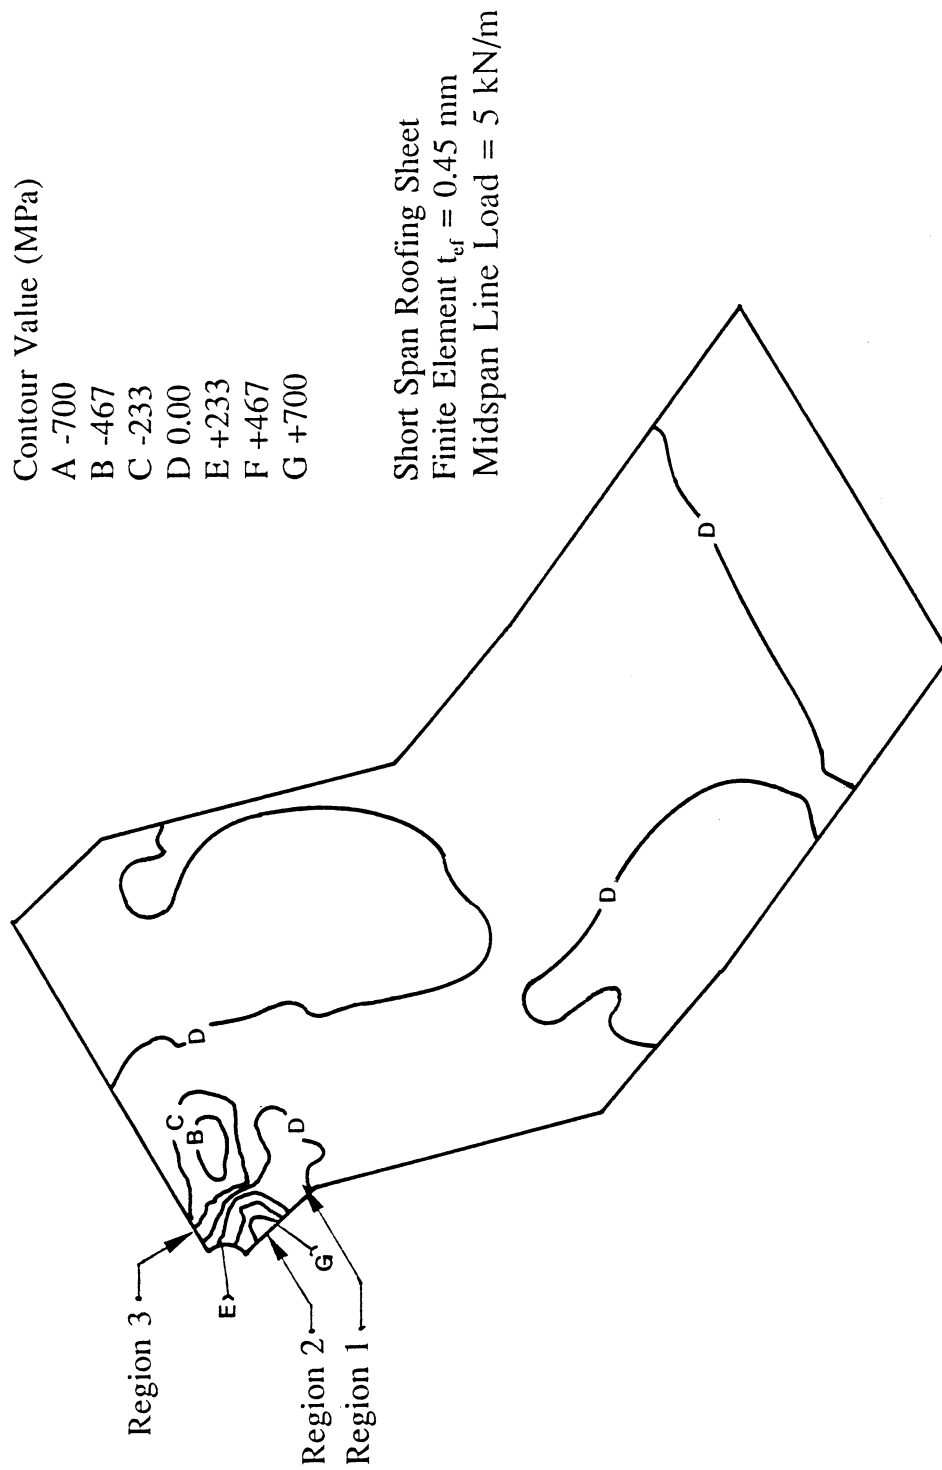 Contour Value (MPa)
A -700
B -467
C -233
D 0.00
E +233
F +467
G +700
Short Span Roofing Sheet
Finite Element t_cf = 0.45 mm
Midspan Line Load = 5 kN/m
Region 3
Region 2
Region 1
E
G
C
B
D
D
D
D